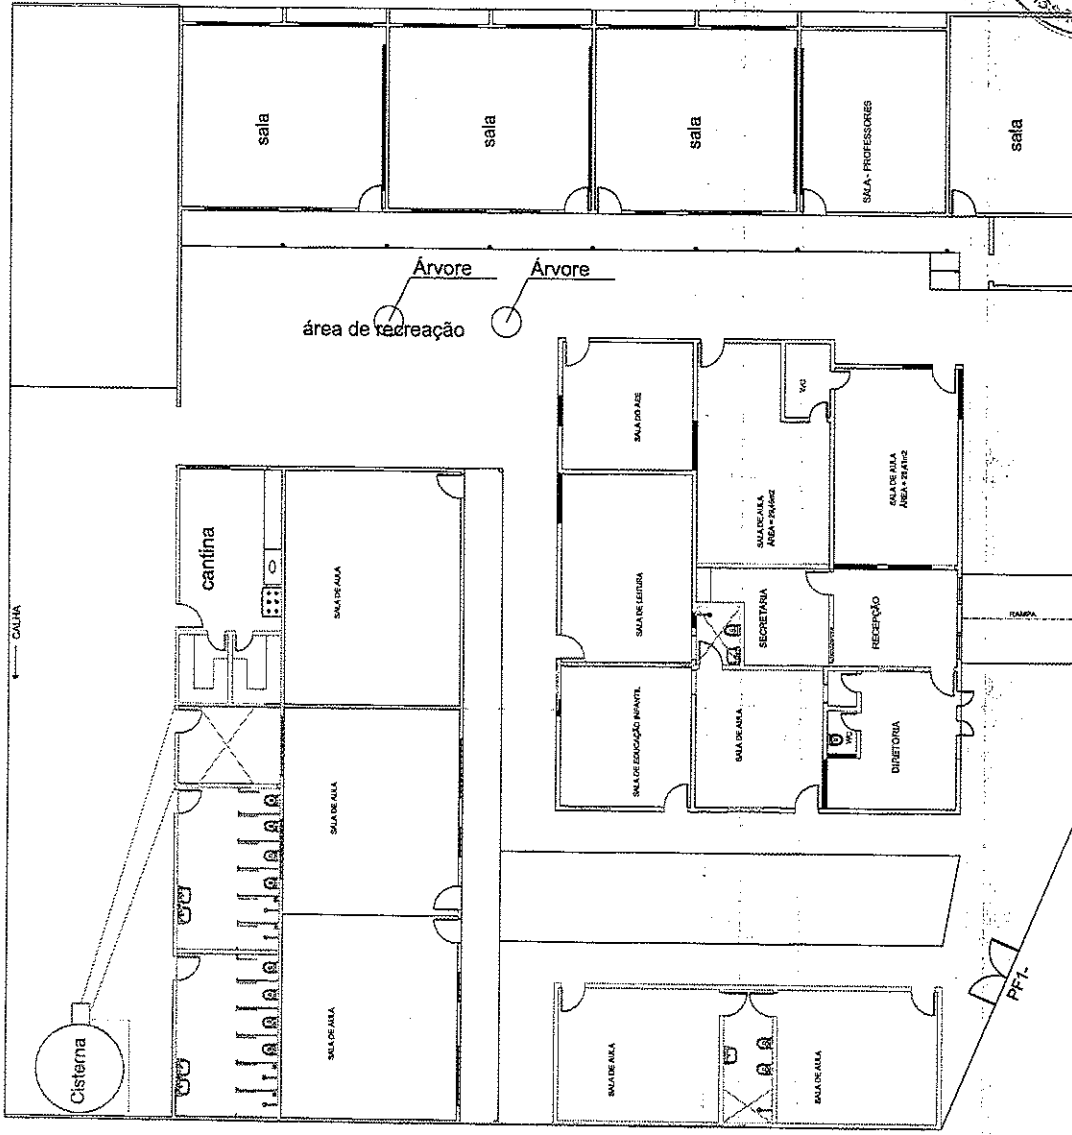 sala
sala
sala
SALA - PROFESSORES
sala
Árvore
Árvore
área de recreação
CALHA
cantina
SALA DE AULA
SALA DE AULA
SALA DE AULA
Cisterna
SALA DO AEE
SALA DE LEITURA
SALA DE EDUCAÇÃO INFANTIL
WC
SALA DE AULA
SALA DE AULA
SECRETARIA
RECEPÇÃO
RAMPA
SALA DE AULA
WC
DIRETORIA
SALA DE AULA
SALA DE AULA
PF1-